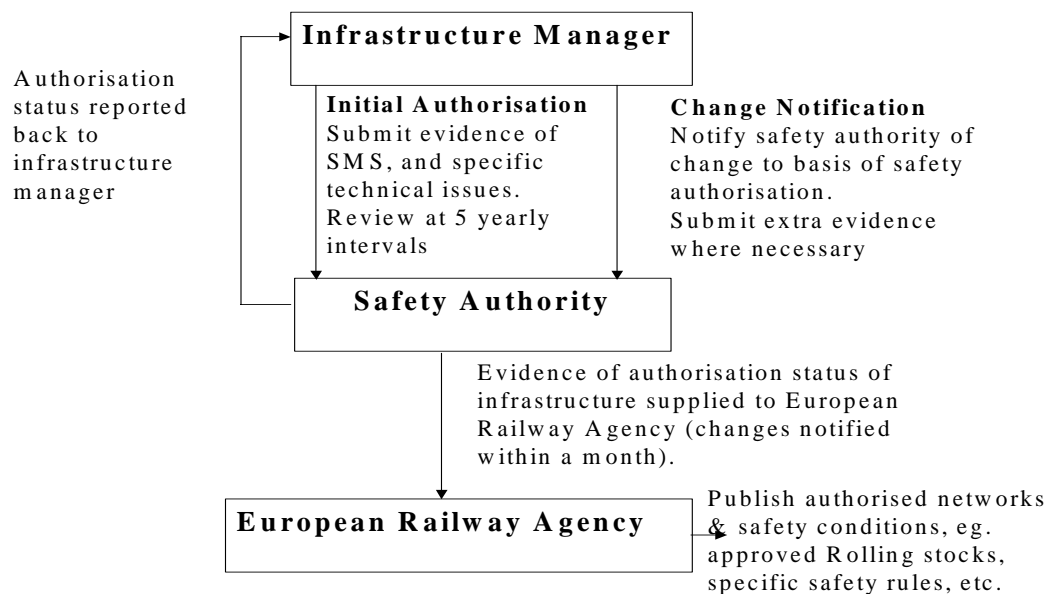 Infrastructure Manager
Authorisation
status reported
back to
infrastructure
manager
Initial Authorisation
Submit evidence of
SMS, and specific
technical issues.
Review at 5 yearly
intervals
Change Notification
Notify safety authority of
change to basis of safety
authorisation.
Submit extra evidence
where necessary
Safety Authority
Evidence of authorisation status of
infrastructure supplied to European
Railway Agency (changes notified
within a month).
European Railway Agency
Publish authorised networks
& safety conditions, eg.
approved Rolling stocks,
specific safety rules, etc.